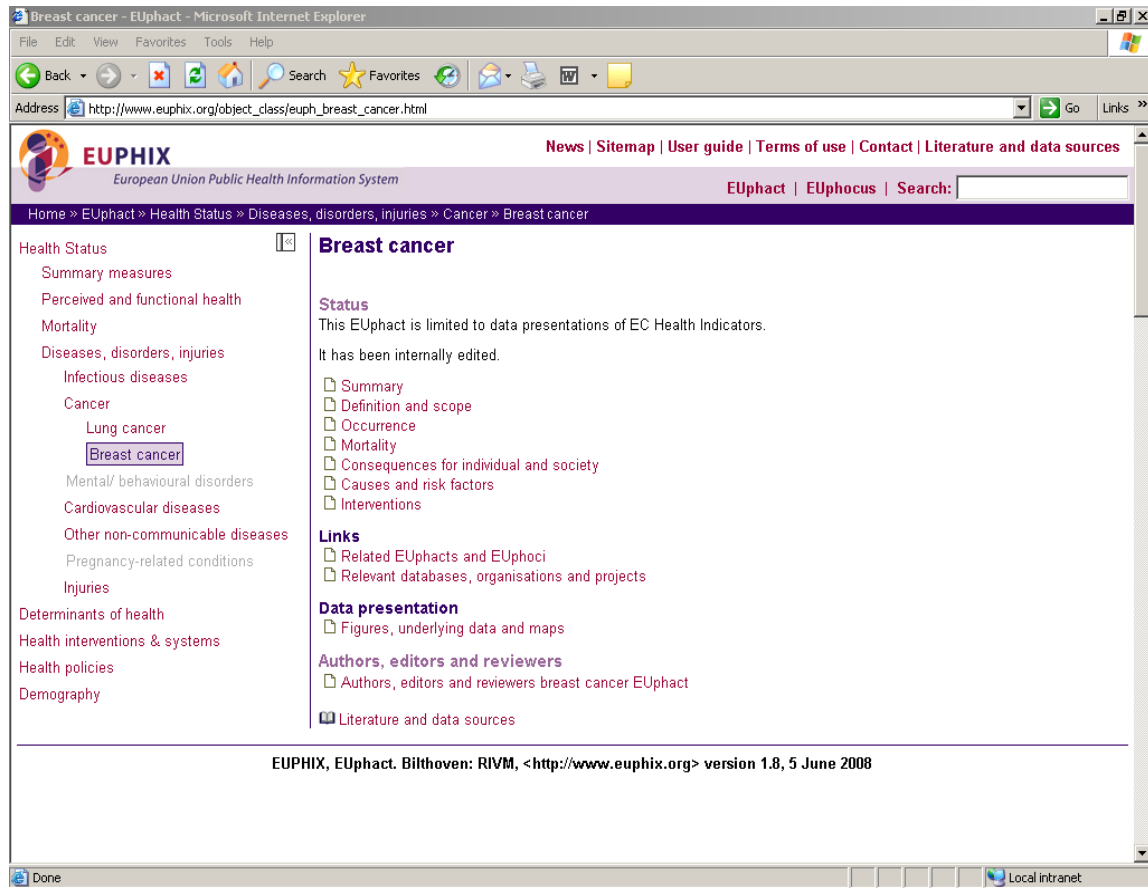 Breast cancer - EUphact - Microsoft Internet Explorer
File Edit View Favorites Tools Help
Back Search Favorites
Address http://www.euphix.org/object_class/euph_breast_cancer.html Go Links »
EUPHIX
European Union Public Health Information System
News | Sitemap | User guide | Terms of use | Contact | Literature and data sources
EUphact | EUphocus | Search:
Home » EUphact » Health Status » Diseases, disorders, injuries » Cancer » Breast cancer
Health Status
Summary measures
Perceived and functional health
Mortality
Diseases, disorders, injuries
Infectious diseases
Cancer
Lung cancer
Breast cancer
Mental/ behavioural disorders
Cardiovascular diseases
Other non-communicable diseases
Pregnancy-related conditions
Injuries
Determinants of health
Health interventions & systems
Health policies
Demography
Breast cancer
Status
This EUphact is limited to data presentations of EC Health Indicators.
It has been internally edited.
Summary
Definition and scope
Occurrence
Mortality
Consequences for individual and society
Causes and risk factors
Interventions
Links
Related EUphacts and EUphoci
Relevant databases, organisations and projects
Data presentation
Figures, underlying data and maps
Authors, editors and reviewers
Authors, editors and reviewers breast cancer EUphact
Literature and data sources
EUPHIX, EUphact. Bilthoven: RIVM, <http://www.euphix.org> version 1.8, 5 June 2008
Done Local intranet